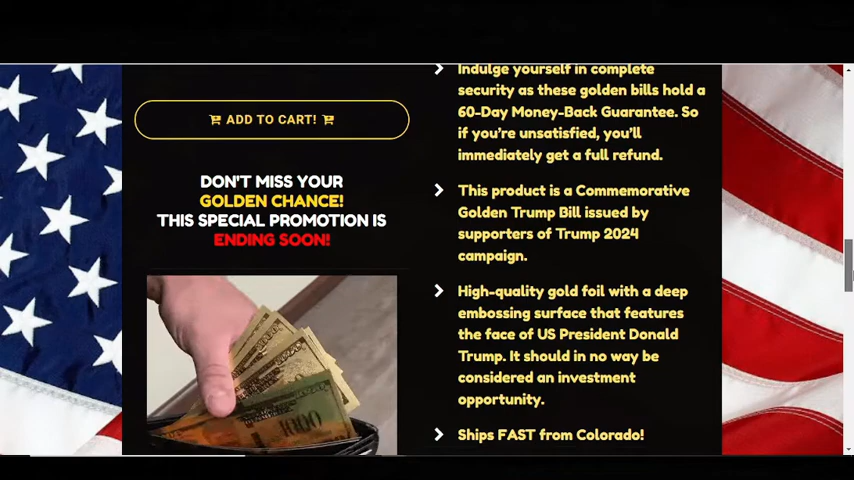 ADD TO CART!
DON'T MISS YOUR
GOLDEN CHANCE!
THIS SPECIAL PROMOTION IS
ENDING SOON!
1000
Indulge yourself in complete
security as these golden bills hold a
60-Day Money-Back Guarantee. So
if you're unsatisfied, you'll
immediately get a full refund.
This product is a Commemorative
Golden Trump Bill issued by
supporters of Trump 2024
campaign.
High-quality gold foil with a deep
embossing surface that features
the face of US President Donald
Trump. It should in no way be
considered an investment
opportunity.
Ships FAST from Colorado!